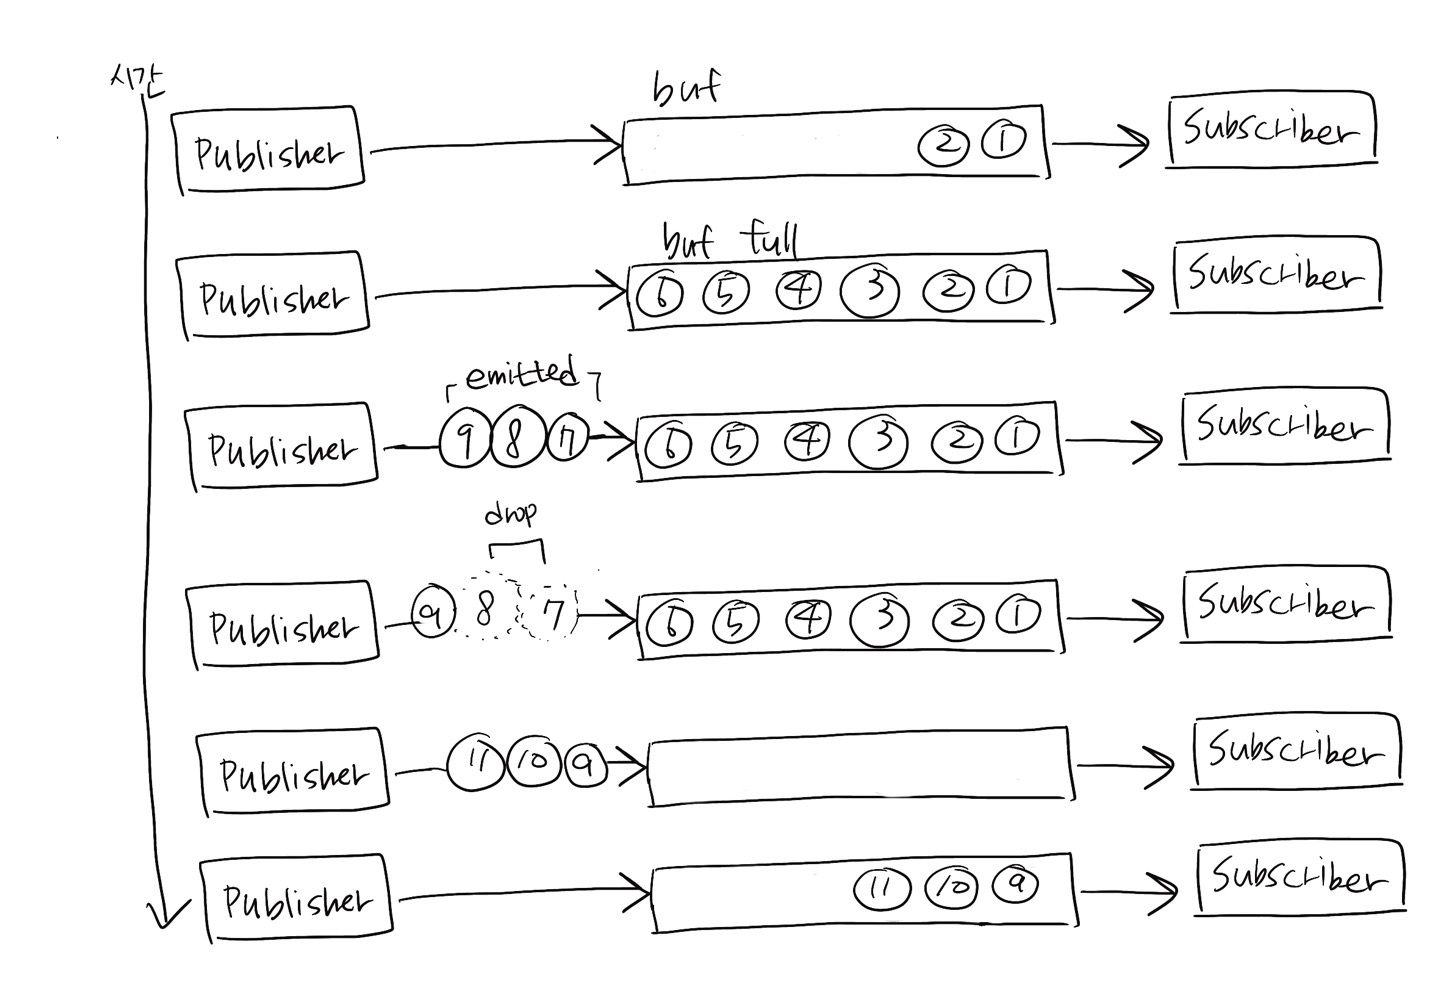 시간
buf
Publisher
2 1
Subscriber
buf full
Publisher
6 5 4 3 2 1
Subscriber
emitted
Publisher
9 8 7
6 5 4 3 2 1
Subscriber
drop
Publisher
9 8 7
6 5 4 3 2 1
Subscriber
Publisher
11 10 9
Subscriber
Publisher
11 10 9
Subscriber